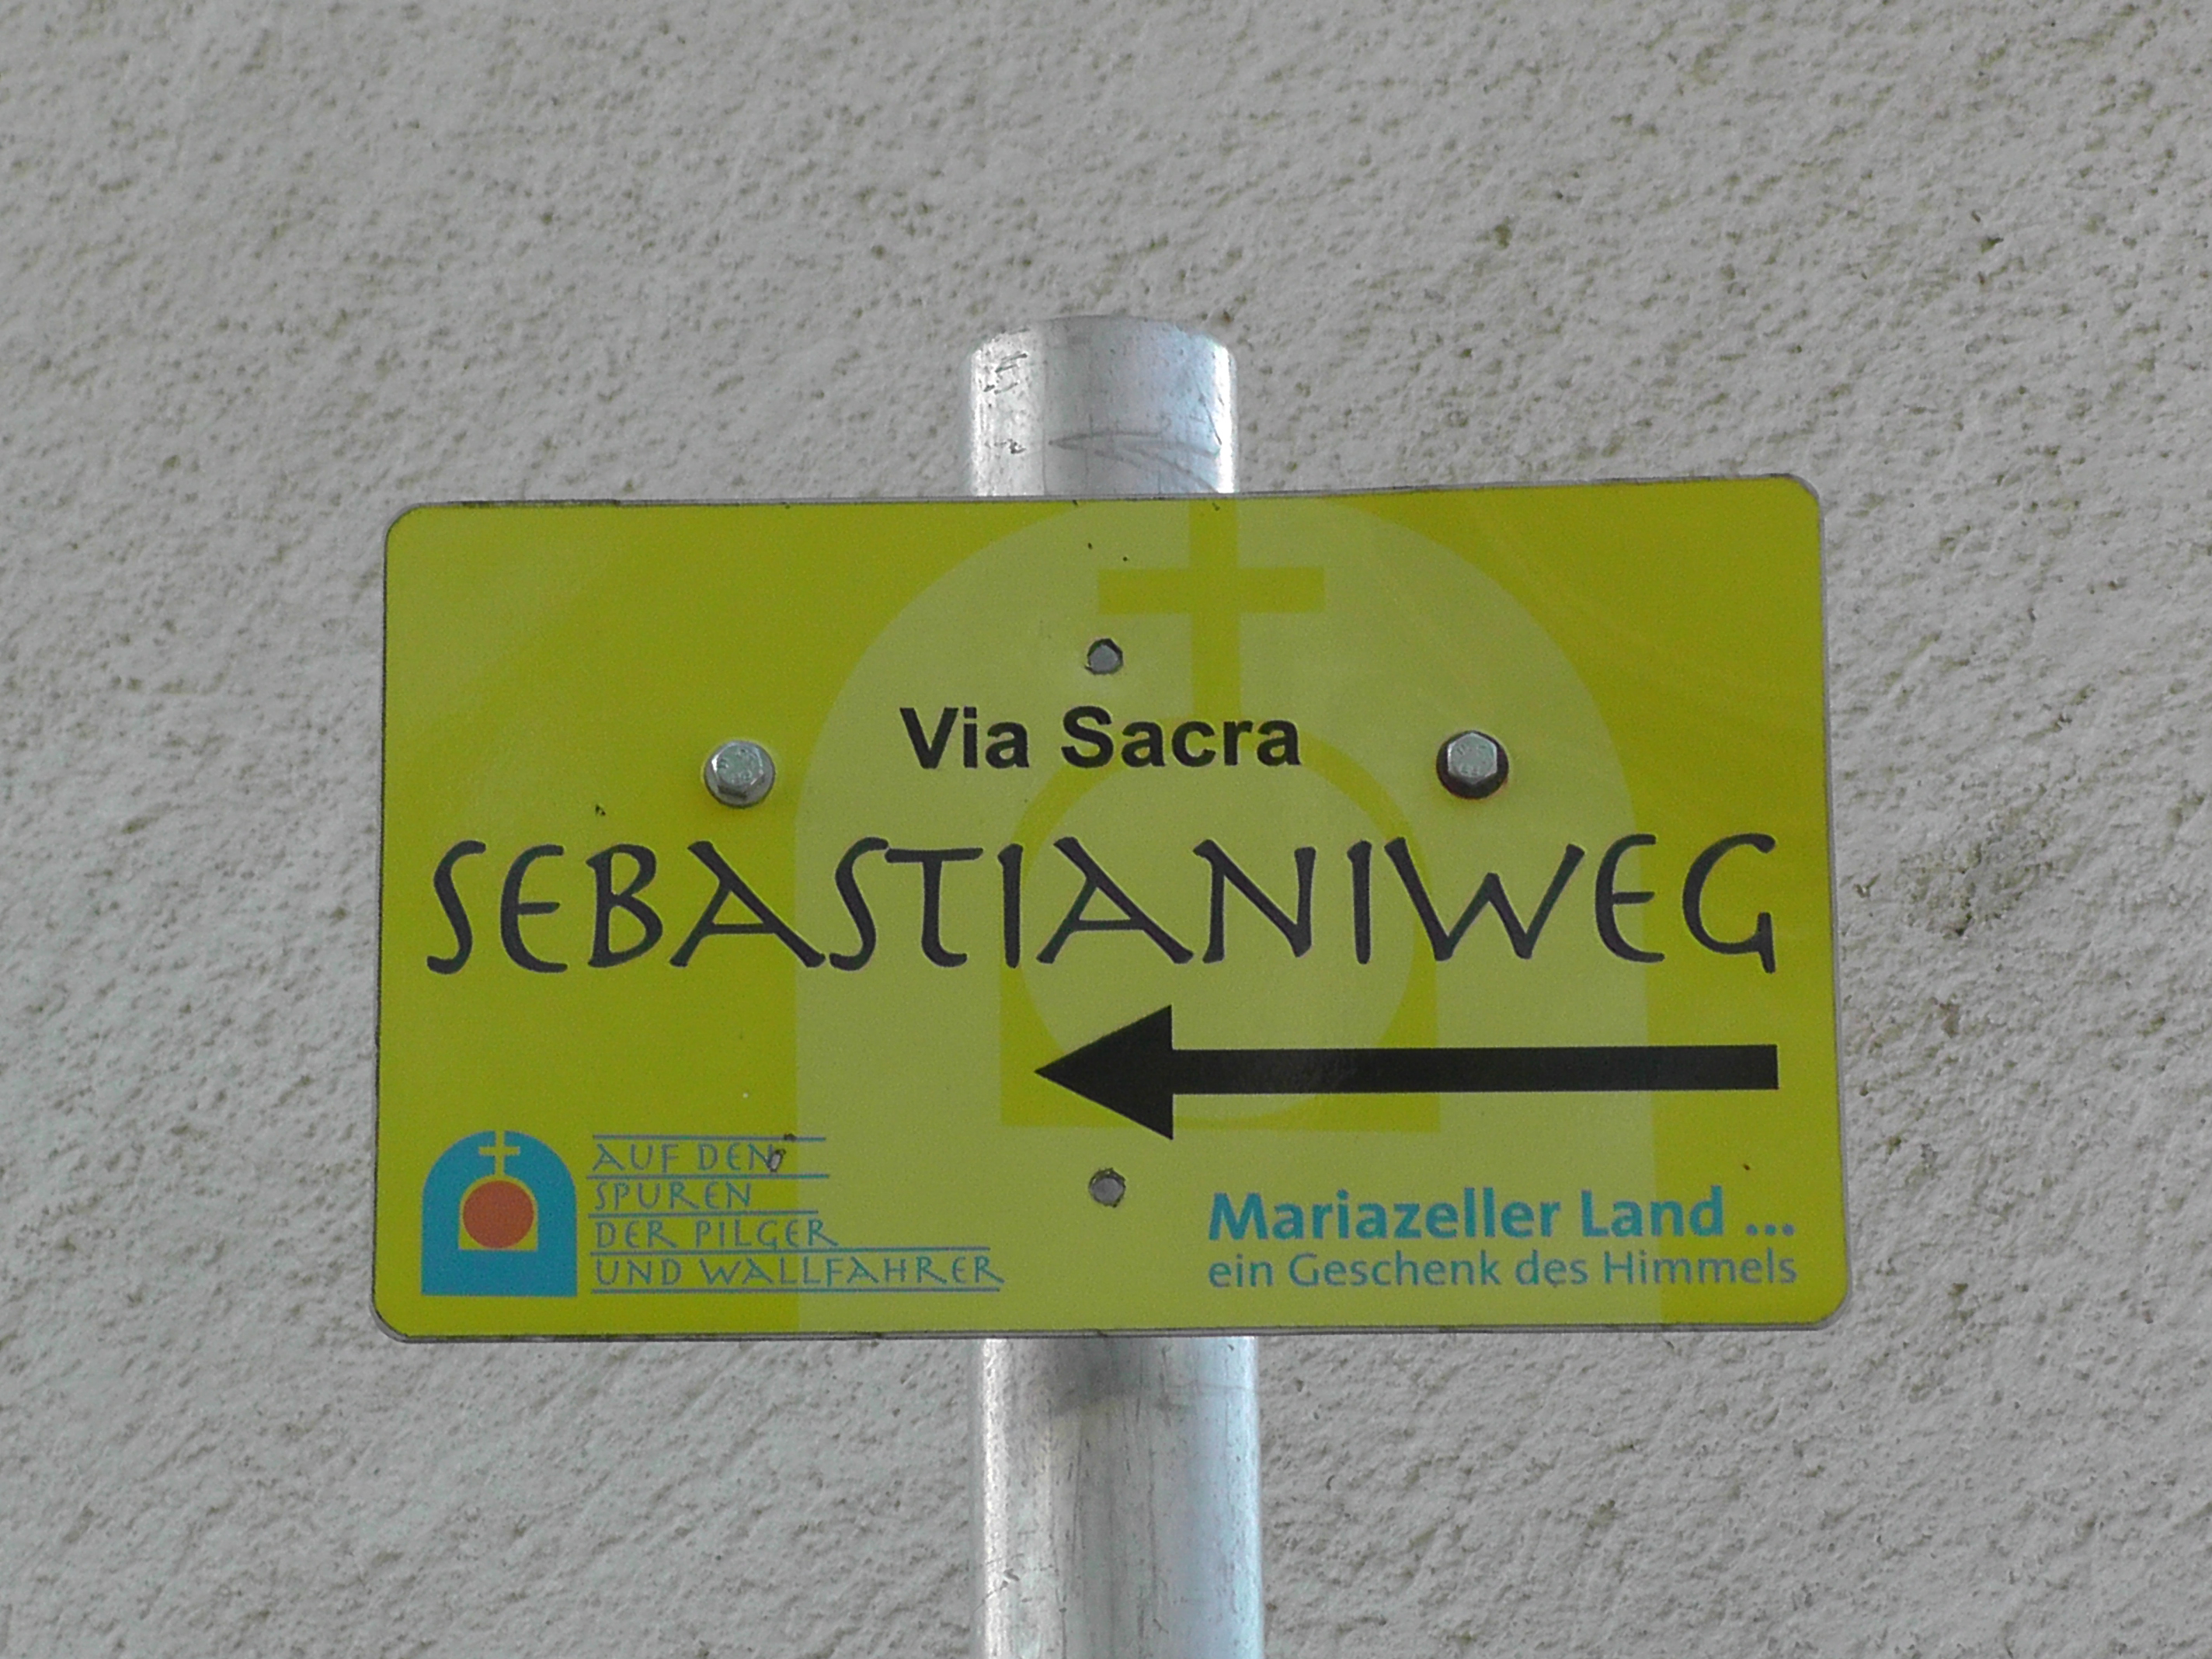 Via Sacra
SEBASTIANIWEG
AUF DEN
SPUREN
DER PILGER
UND WALLFAHRER
Mariazeller Land ...
ein Geschenk des Himmels